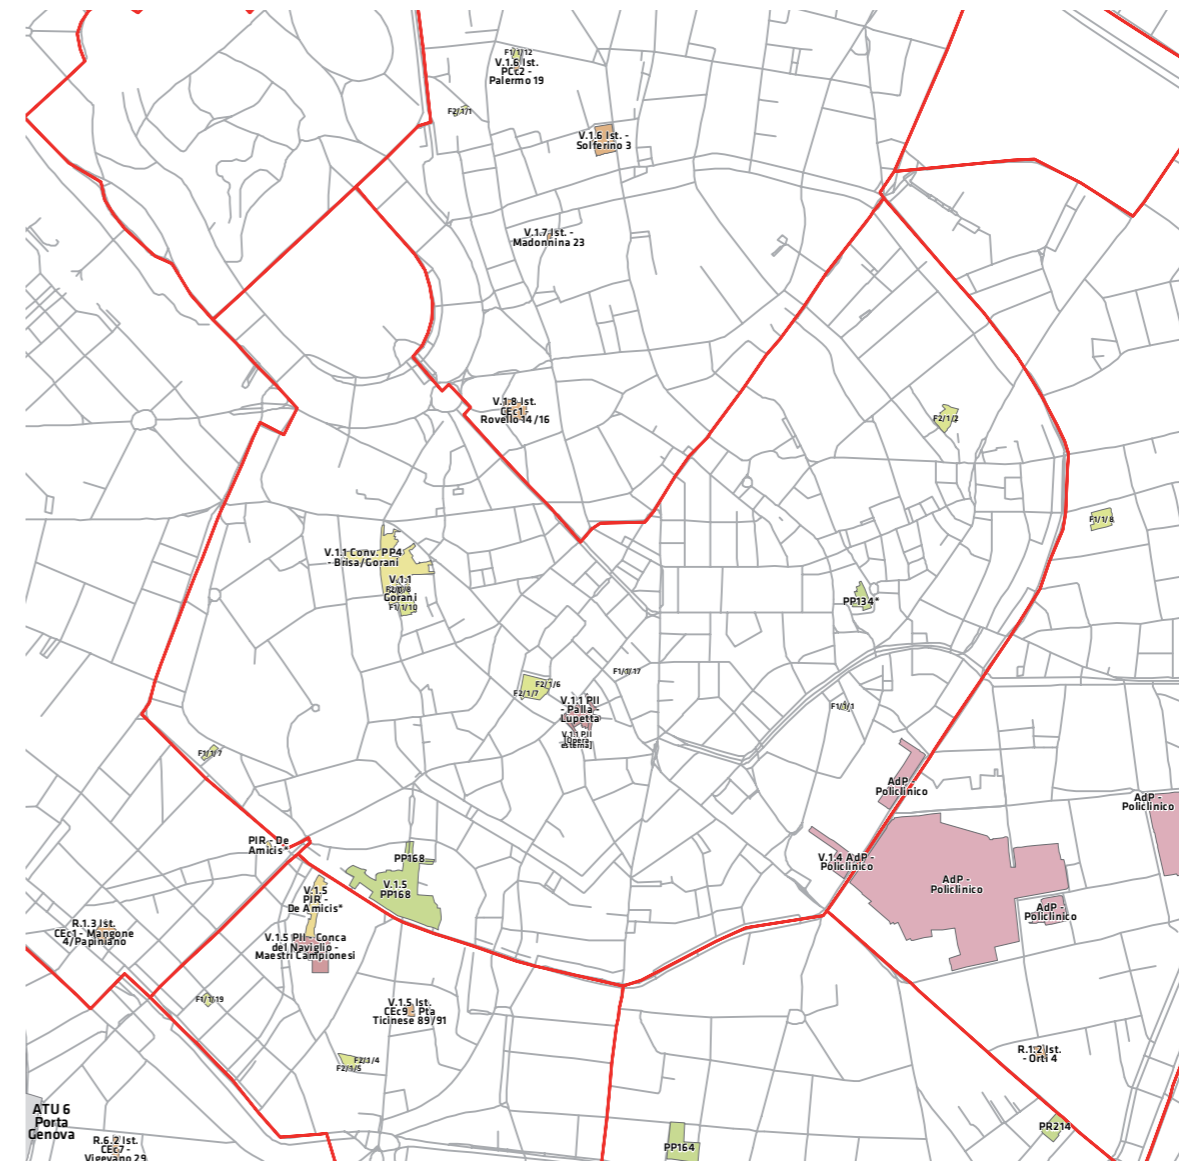 F1/1/12
V.1.6 Ist.
PCc2 -
Palermo 19
F2/1/1
V.1.6 Ist. -
Solferino 3
V.1.7 Ist. -
Madonnina 23
V.1.8 Ist.
CEc1 -
Rovello 14/16
F2/1/2
F1/1/8
V.1.1 Conv. PP4
- Brisa/Gorani
V.1.1
Gorani
F1/1/10
PP134*
F1/1/17
F2/1/6
F2/1/7
V.1.1 PII
- Palla -
Lupetta
V.1.1 PII
[Opera
esterna]
F1/1/1
F1/1/7
AdP -
Policlinico
AdP -
Policlinico
PIR - De
Amicis*
PP168
V.1.4 AdP -
Policlinico
V.1.5
PP168
AdP -
Policlinico
V.1.5
PIR -
De Amicis*
AdP -
Policlinico
R.1.3 Ist.
CEc1 - Mangone
4/Papiniano
V.1.5 PII - Conca
del Naviglio -
Maestri Campionesi
F1/1/19
V.1.5 Ist.
CEc9 - Pta
Ticinese 89/91
F2/1/4
F2/1/5
R.1.2 Ist.
- Orti 4
ATU 6
Porta
Genova
R.6.2 Ist.
CEc7 -
Vigevano 29
PP164
PR214